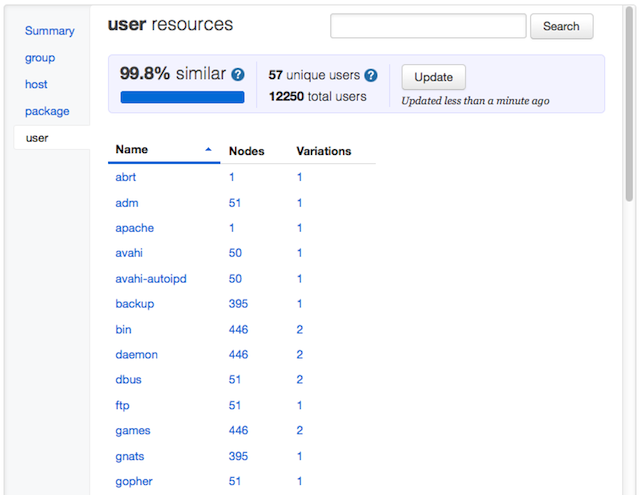 Summary
group
host
package
user
user resources
Search
99.8% similar ?
57 unique users ?
12250 total users
Update
Updated less than a minute ago
Name Nodes Variations
abrt 1 1
adm 51 1
apache 1 1
avahi 50 1
avahi-autoipd 50 1
backup 395 1
bin 446 2
daemon 446 2
dbus 51 2
ftp 51 1
games 446 2
gnats 395 1
gopher 51 1